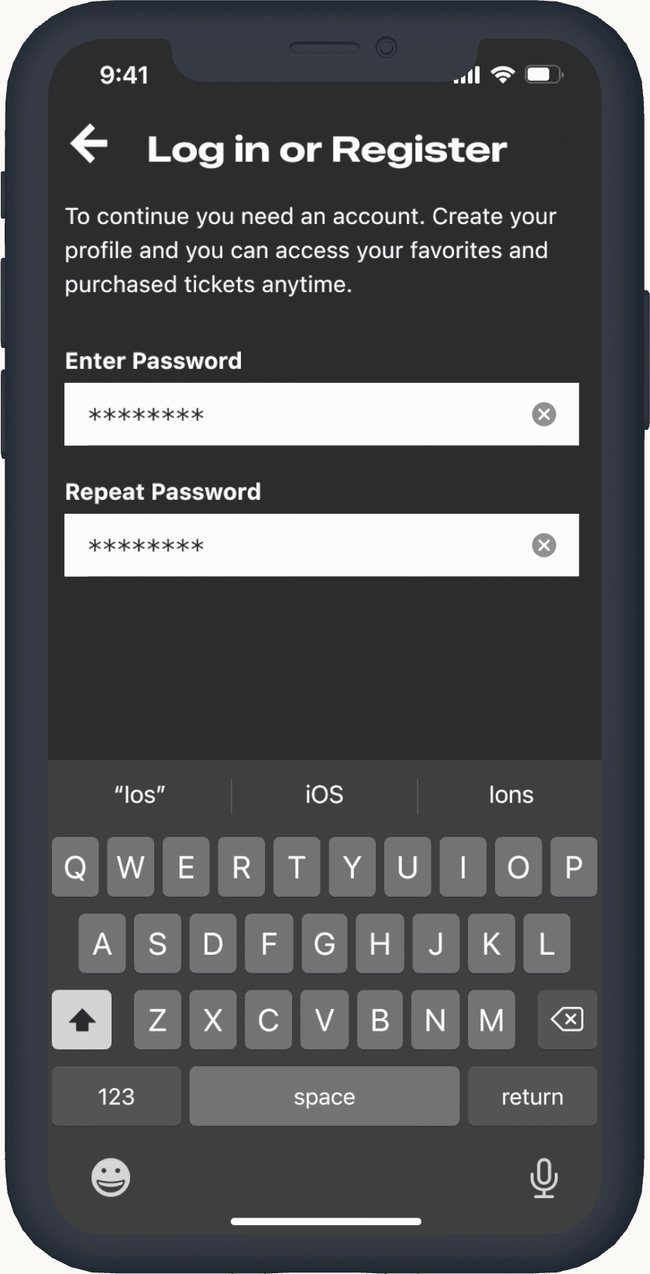 9:41
Log in or Register
To continue you need an account. Create your
profile and you can access your favorites and
purchased tickets anytime.
Enter Password
********
Repeat Password
********
“Ios” iOS Ions
Q W E R T Y U I O P
A S D F G H J K L
Z X C V B N M
123 space return